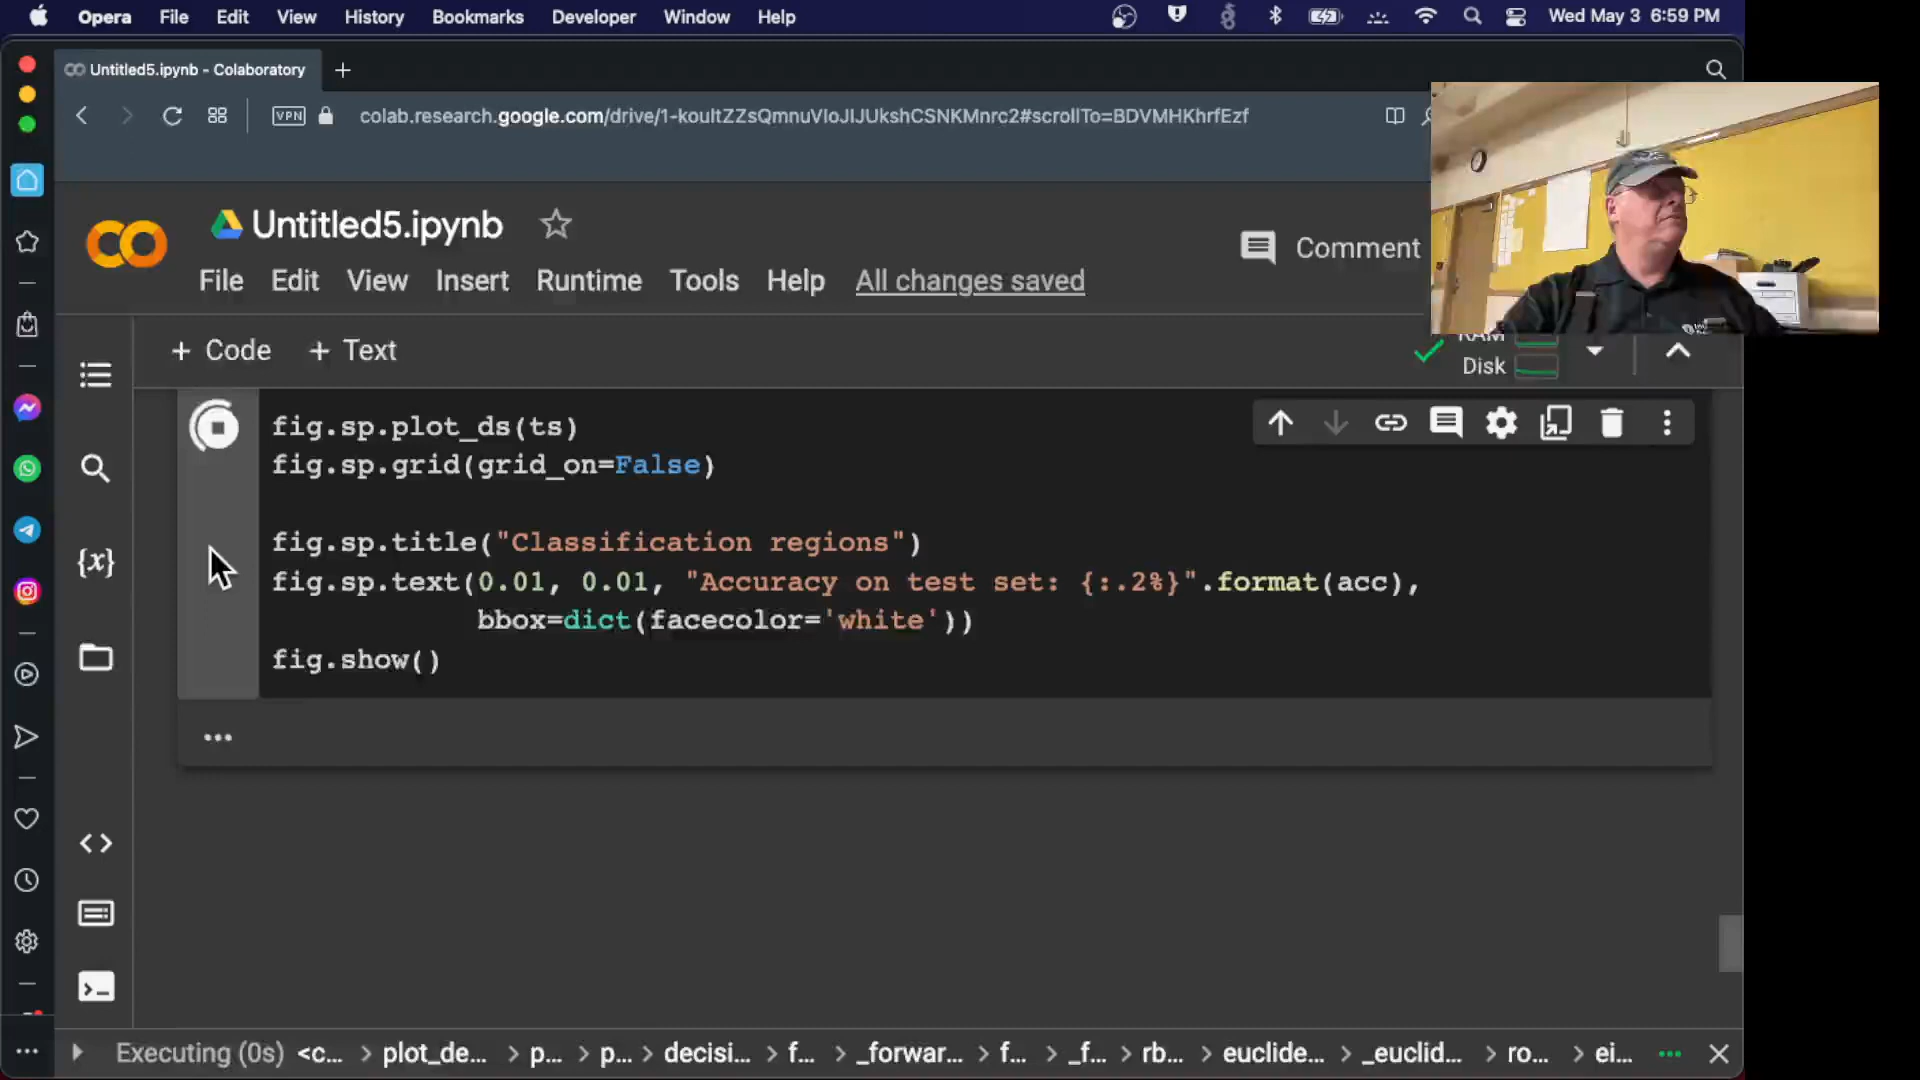 Opera File Edit View History Bookmarks Developer Window Help Wed May 3 6:59 PM
Untitled5.ipynb - Colaboratory
VPN colab.research.google.com/drive/1-koultZZsQmnuVIoJIJUkshCSNKMnrc2#scrollTo=BDVMHKhrfEzf
Untitled5.ipynb
Comment
File Edit View Insert Runtime Tools Help All changes saved
+ Code + Text
RAM
Disk
fig.sp.plot_ds(ts)
fig.sp.grid(grid_on=False)
fig.sp.title("Classification regions")
{x}
fig.sp.text(0.01, 0.01, "Accuracy on test set: {:.2%}".format(acc),
bbox=dict(facecolor='white'))
fig.show()
Executing (0s) <c... > plot_de... > p... > p... > decisi... > f... > _forwar... > f... > _f... > rb... > euclide... > _euclid... > ro... > ei...